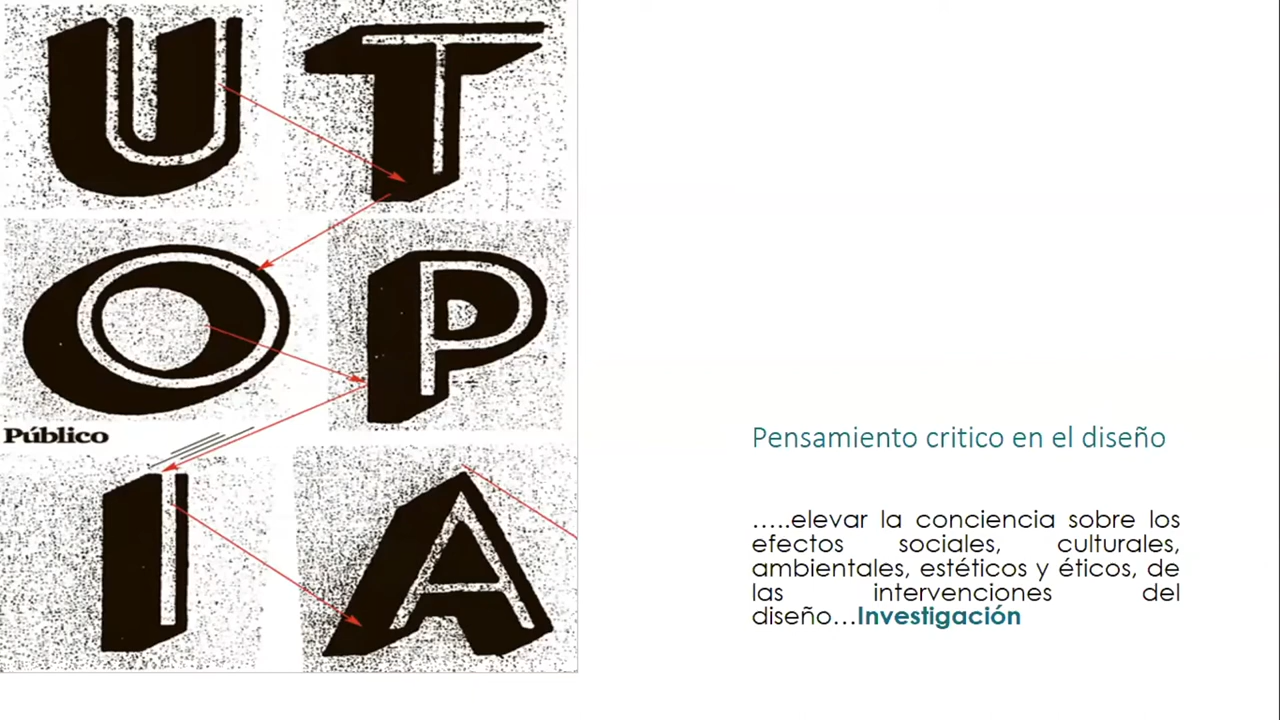 U T
O P
Público
I A
Pensamiento critico en el diseño
…..elevar la conciencia sobre los
efectos sociales, culturales,
ambientales, estéticos y éticos, de
las intervenciones del
diseño…Investigación